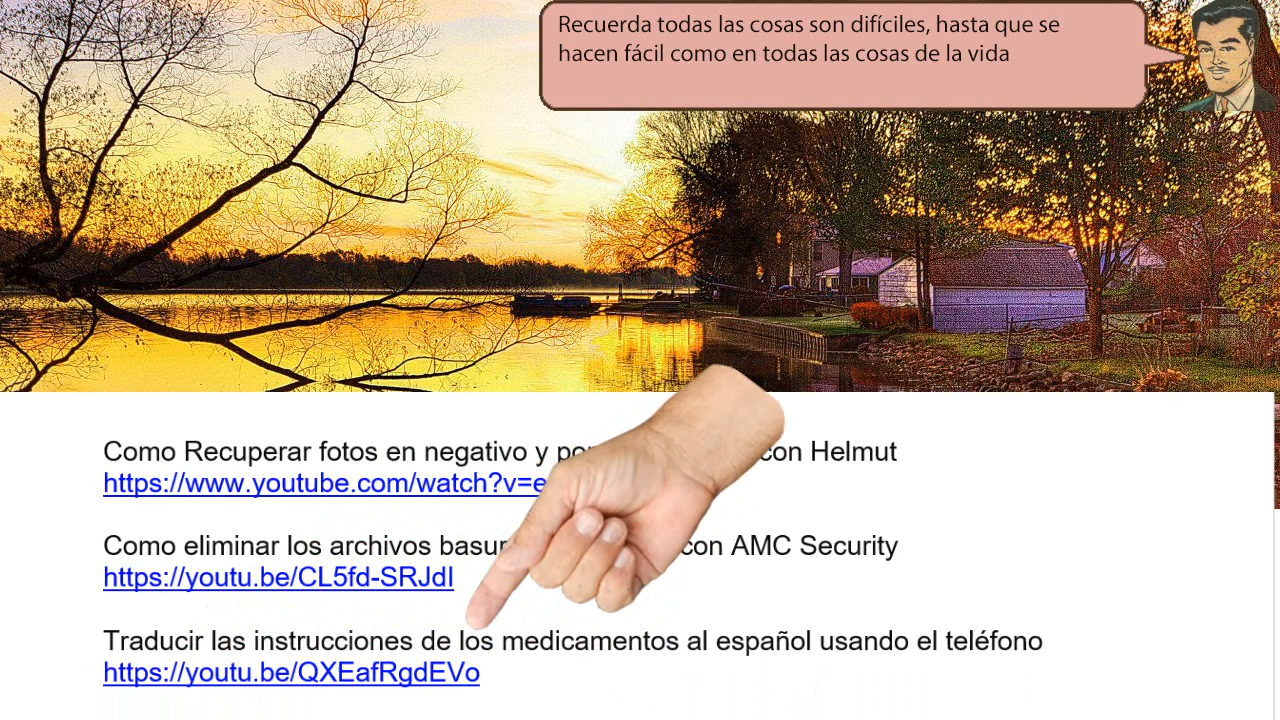 Recuerda todas las cosas son difíciles, hasta que se
hacen fácil como en todas las cosas de la vida
Como Recuperar fotos en negativo y con Helmut
https://www.youtube.com/watch?v=e
Como eliminar los archivos con AMC Security
https://youtu.be/CL5fd-SRJdI
Traducir las instrucciones de los medicamentos al español usando el teléfono
https://youtu.be/QXEafRgdEVo